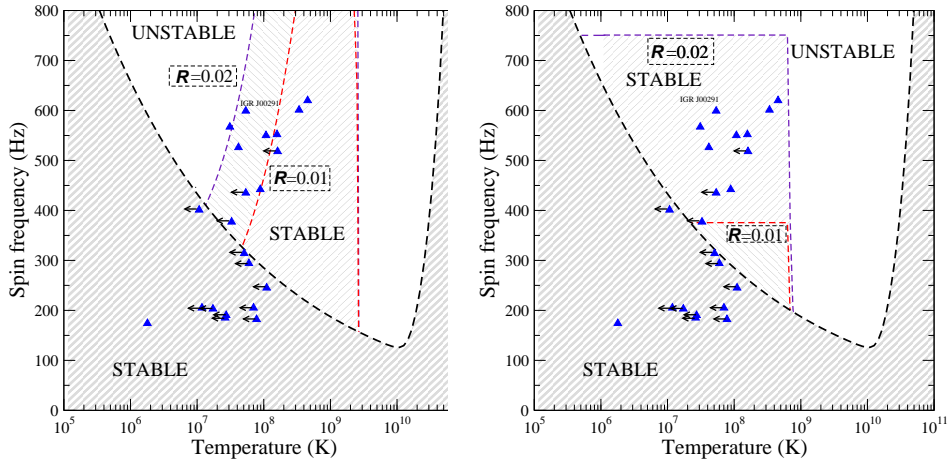 800
700
600
500
400
300
200
100
0
Spin frequency (Hz)
UNSTABLE
R=0.02
IGR J00291
R=0.01
STABLE
STABLE
10^5 10^6 10^7 10^8 10^9 10^10
Temperature (K)
800
700
600
500
400
300
200
100
0
Spin frequency (Hz)
R=0.02
UNSTABLE
STABLE
IGR J00291
R=0.01
STABLE
10^5 10^6 10^7 10^8 10^9 10^10 10^11
Temperature (K)